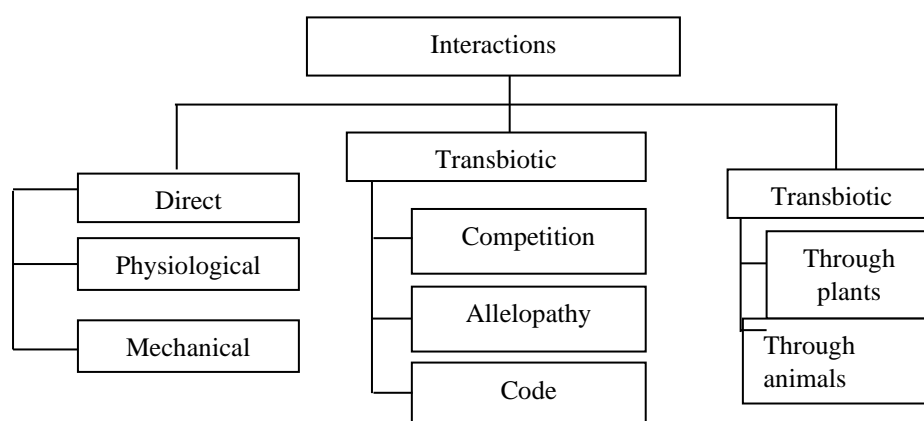 Interactions
Direct
Physiological
Mechanical
Transbiotic
Competition
Allelopathy
Code
Transbiotic
Through
plants
Through
animals